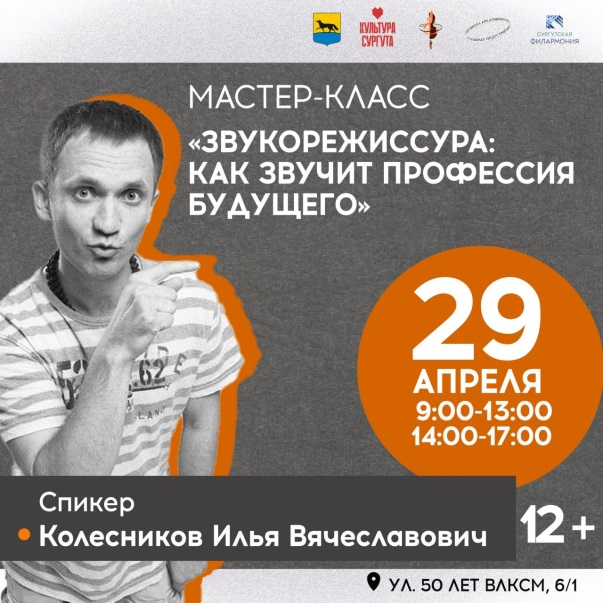 КУЛЬТУРА
СУРГУТА
СУРГУТСКАЯ
ФИЛАРМОНИЯ
МАСТЕР-КЛАСС
«ЗВУКОРЕЖИССУРА:
КАК ЗВУЧИТ ПРОФЕССИЯ
БУДУЩЕГО»
29
АПРЕЛЯ
9:00-13:00
14:00-17:00
Спикер
Колесников Илья Вячеславович
12+
УЛ. 50 ЛЕТ ВЛКСМ, 6/1